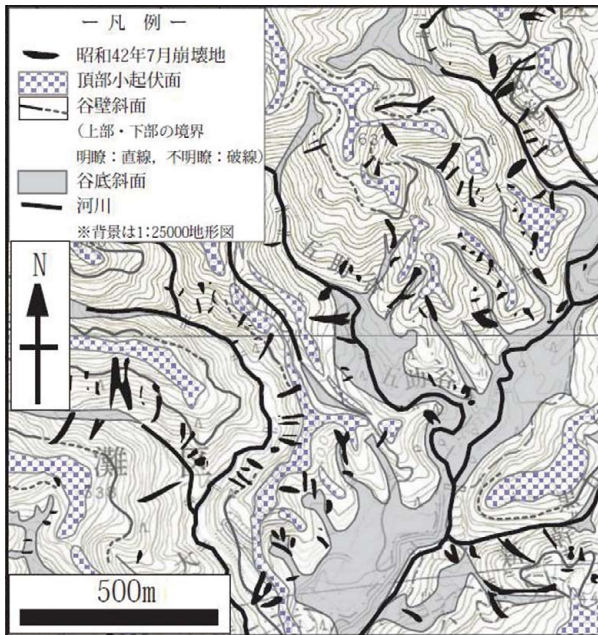 ― 凡 例 ―
昭和42年7月崩壊地
頂部小起伏面
谷壁斜面
(上部・下部の境界
明瞭：直線，不明瞭：破線)
谷底斜面
河川
※背景は1:25000地形図
N
五助谷
灘
500m